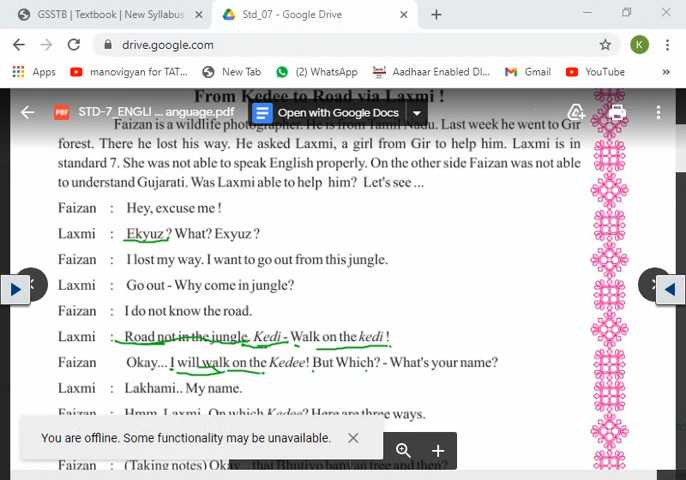 GSSTB | Textbook | New Syllabus
Std_07 - Google Drive
drive.google.com
K
Apps
manovigyan for TAT...
New Tab
(2) WhatsApp
Aadhaar Enabled DI...
Gmail
YouTube
From Kedee to Road via Laxmi !
PDF
STD-7_ENGLI
anguage.pdf
Open with Google Docs
Faizan is a wildlife photographer. He is from Tamil Nadu. Last week he went to Gir
forest. There he lost his way. He asked Laxmi, a girl from Gir to help him. Laxmi is in
standard 7. She was not able to speak English properly. On the other side Faizan was not able
to understand Gujarati. Was Laxmi able to help him? Let's see ...
Faizan : Hey, excuse me !
Laxmi : Ekyuz? What? Exyuz?
Faizan : I lost my way. I want to go out from this jungle.
Laxmi : Go out - Why come in jungle?
Faizan : I do not know the road.
Laxmi : Road not in the jungle Kedi - Walk on the kedi !
Faizan Okay... I will walk on the Kedee! But Which? - What's your name?
Laxmi : Lakhami.. My name.
Faizan : Hmm, Laxmi, On which Kedee? Here are three ways.
You are offline. Some functionality may be unavailable.
Faizan : (Taking notes) Okay... that Bhutiyo banyan tree and then?